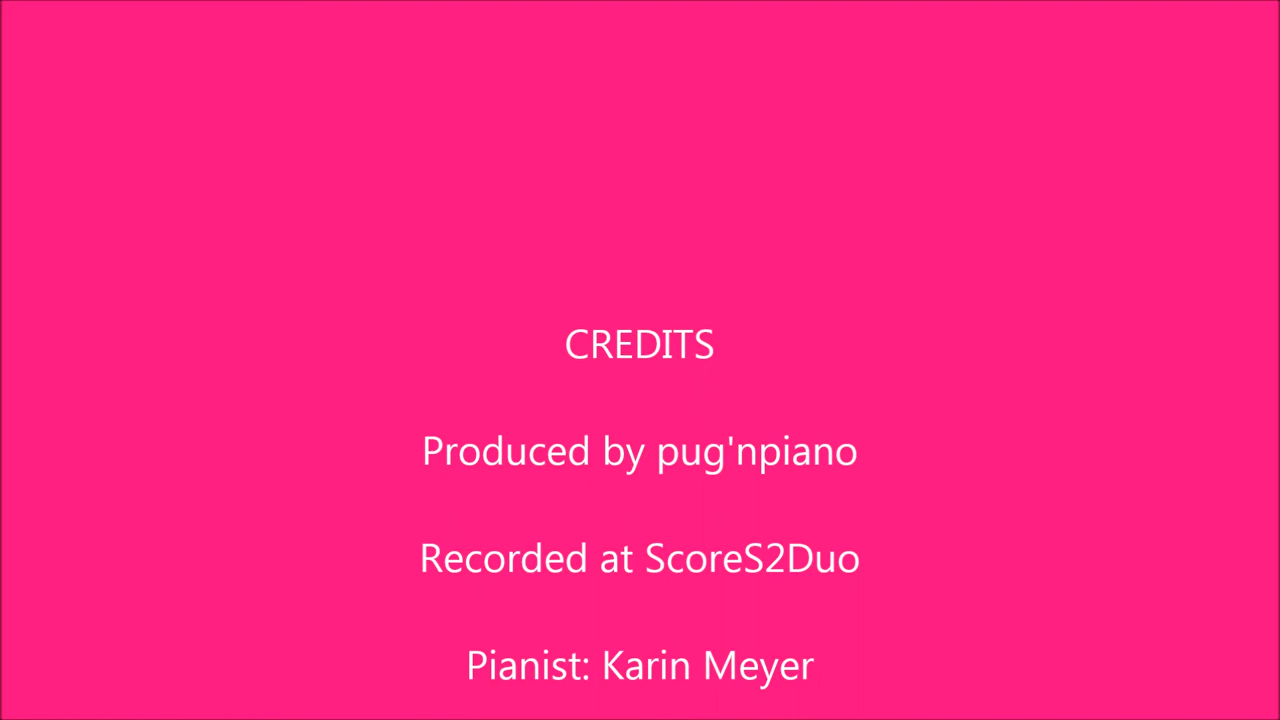 CREDITS
Produced by pug'npiano
Recorded at ScoreS2Duo
Pianist: Karin Meyer